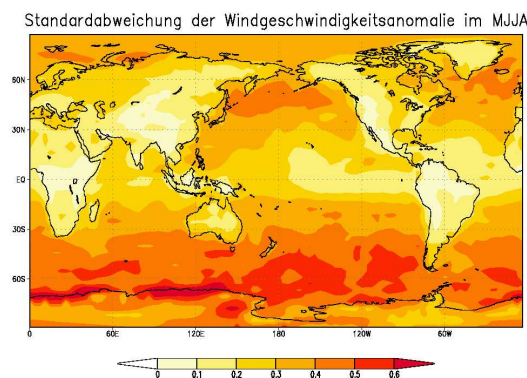 Standardabweichung der Windgeschwindigkeitsanomalie im MJJA
60N
30N
EQ
30S
60S
0 60E 120E 180 120W 60W
0 0.1 0.2 0.3 0.4 0.5 0.6